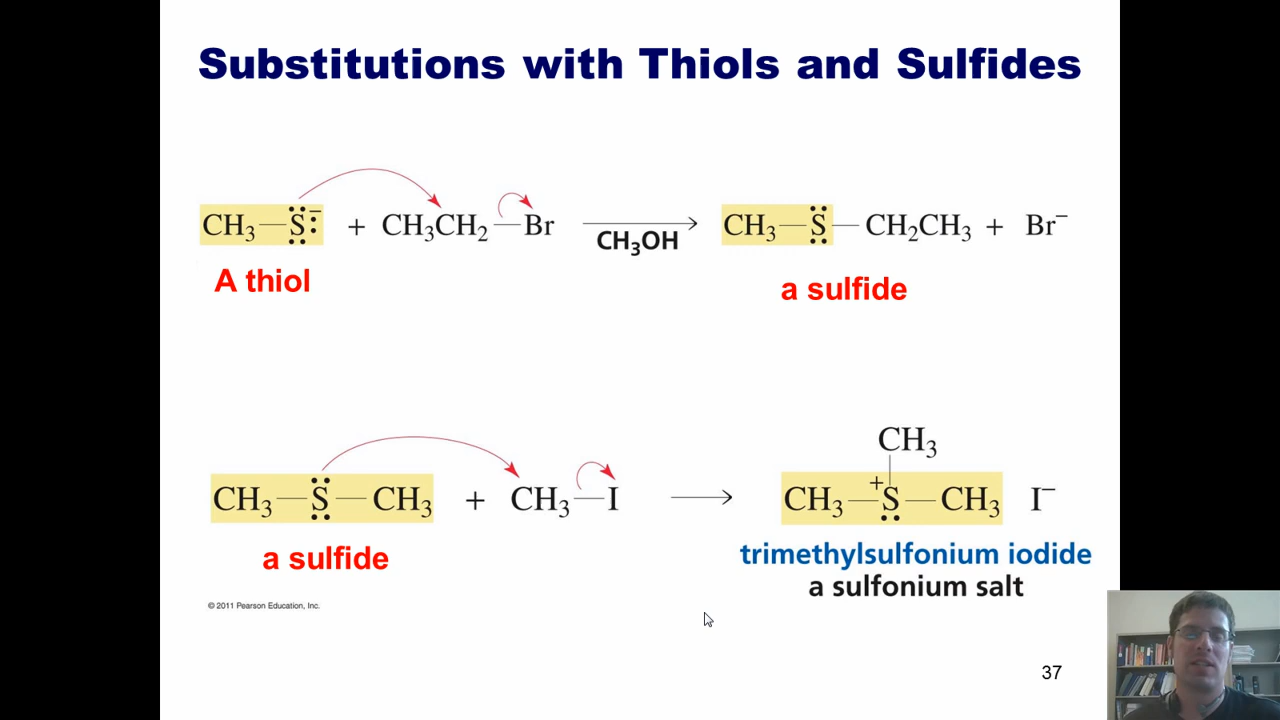 Substitutions with Thiols and Sulfides
CH₃—S̈:⁻ + CH₃CH₂—Br ⟶ CH₃—S̈—CH₂CH₃ + Br⁻
CH₃OH
A thiol
a sulfide
CH₃
CH₃—S̈—CH₃ + CH₃—I ⟶ CH₃—S⁺—CH₃ I⁻
a sulfide
trimethylsulfonium iodide
a sulfonium salt
© 2011 Pearson Education, Inc.
37